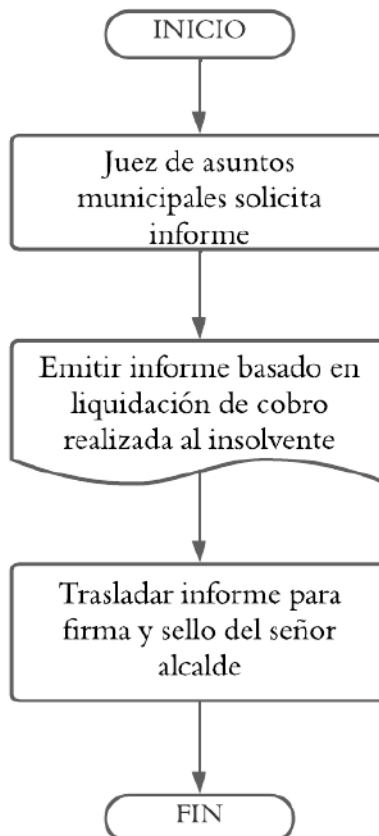 INICIO
Juez de asuntos
municipales solicita
informe
Emitir informe basado en
liquidación de cobro
realizada al insolvente
Trasladar informe para
firma y sello del señor
alcalde
FIN